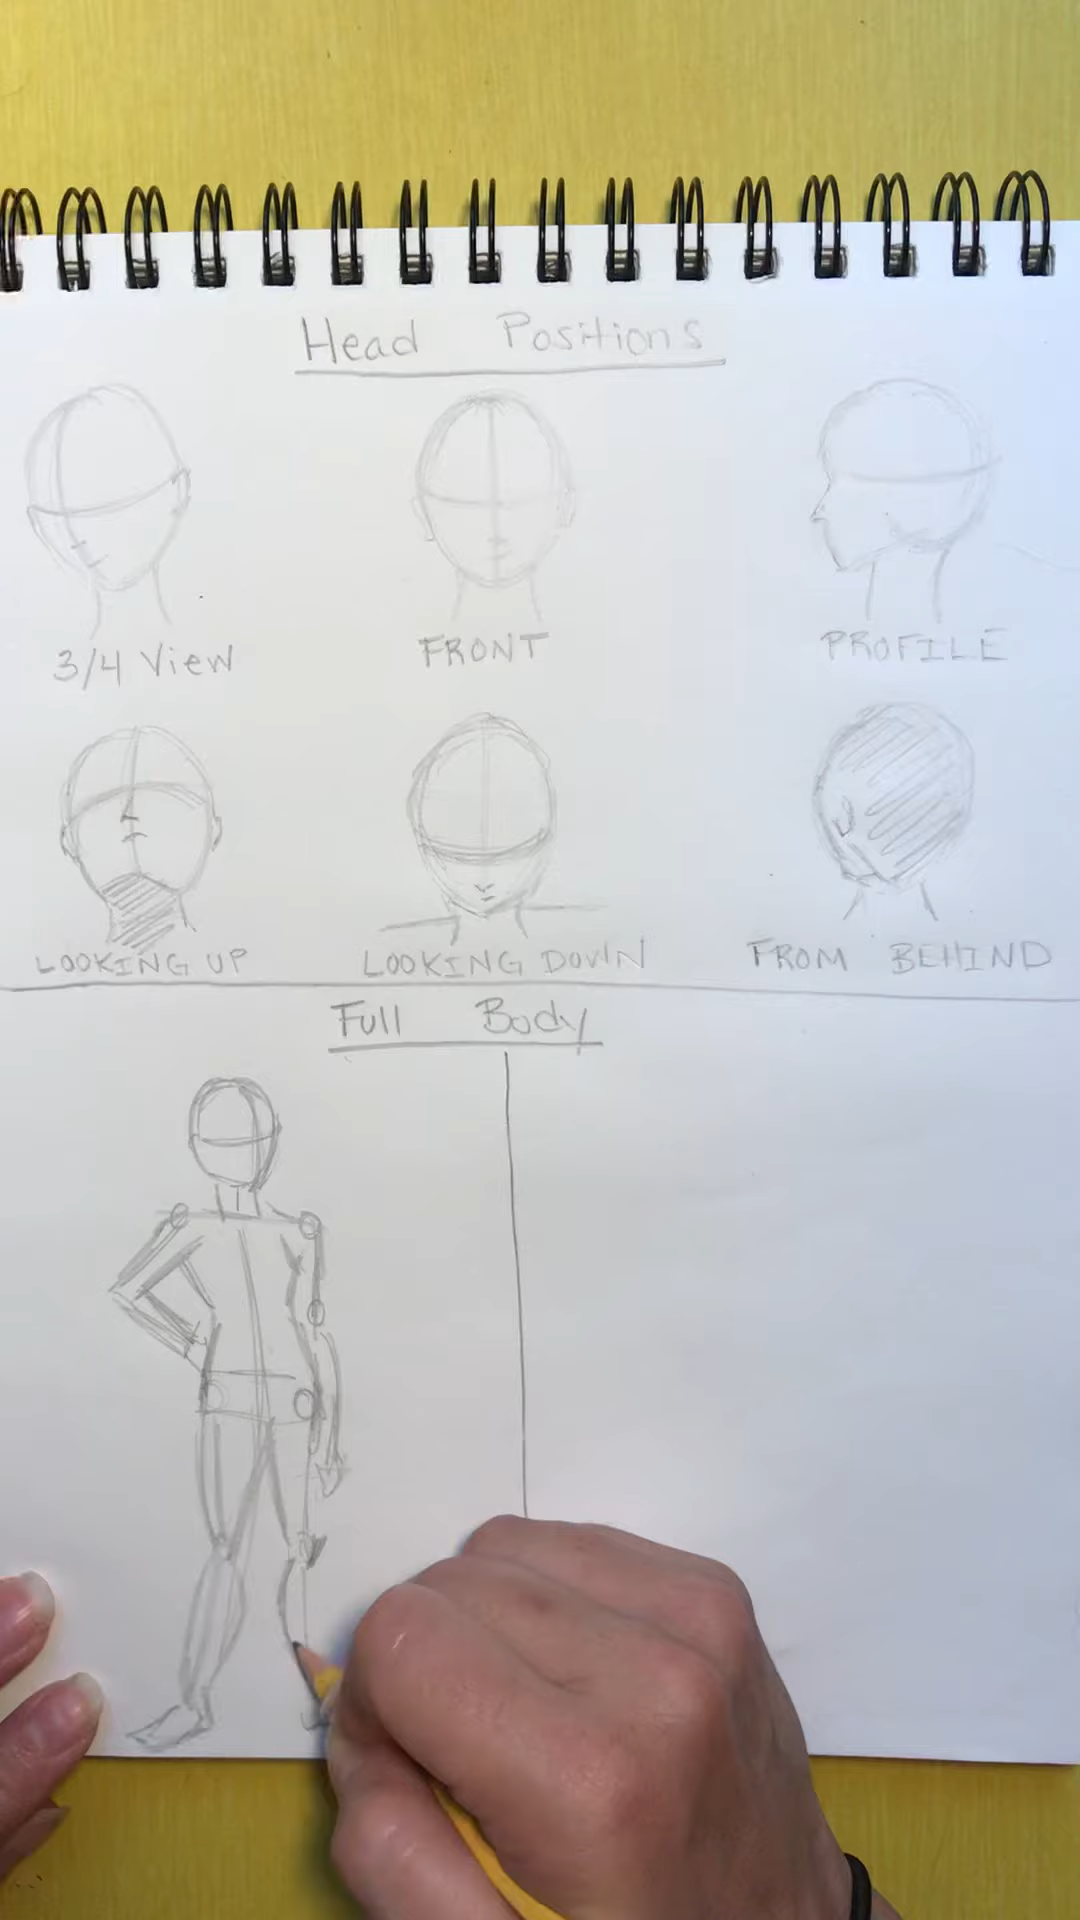 Head Positions
3/4 View
FRONT
PROFILE
LOOKING UP
LOOKING DOWN
FROM BEHIND
Full Body